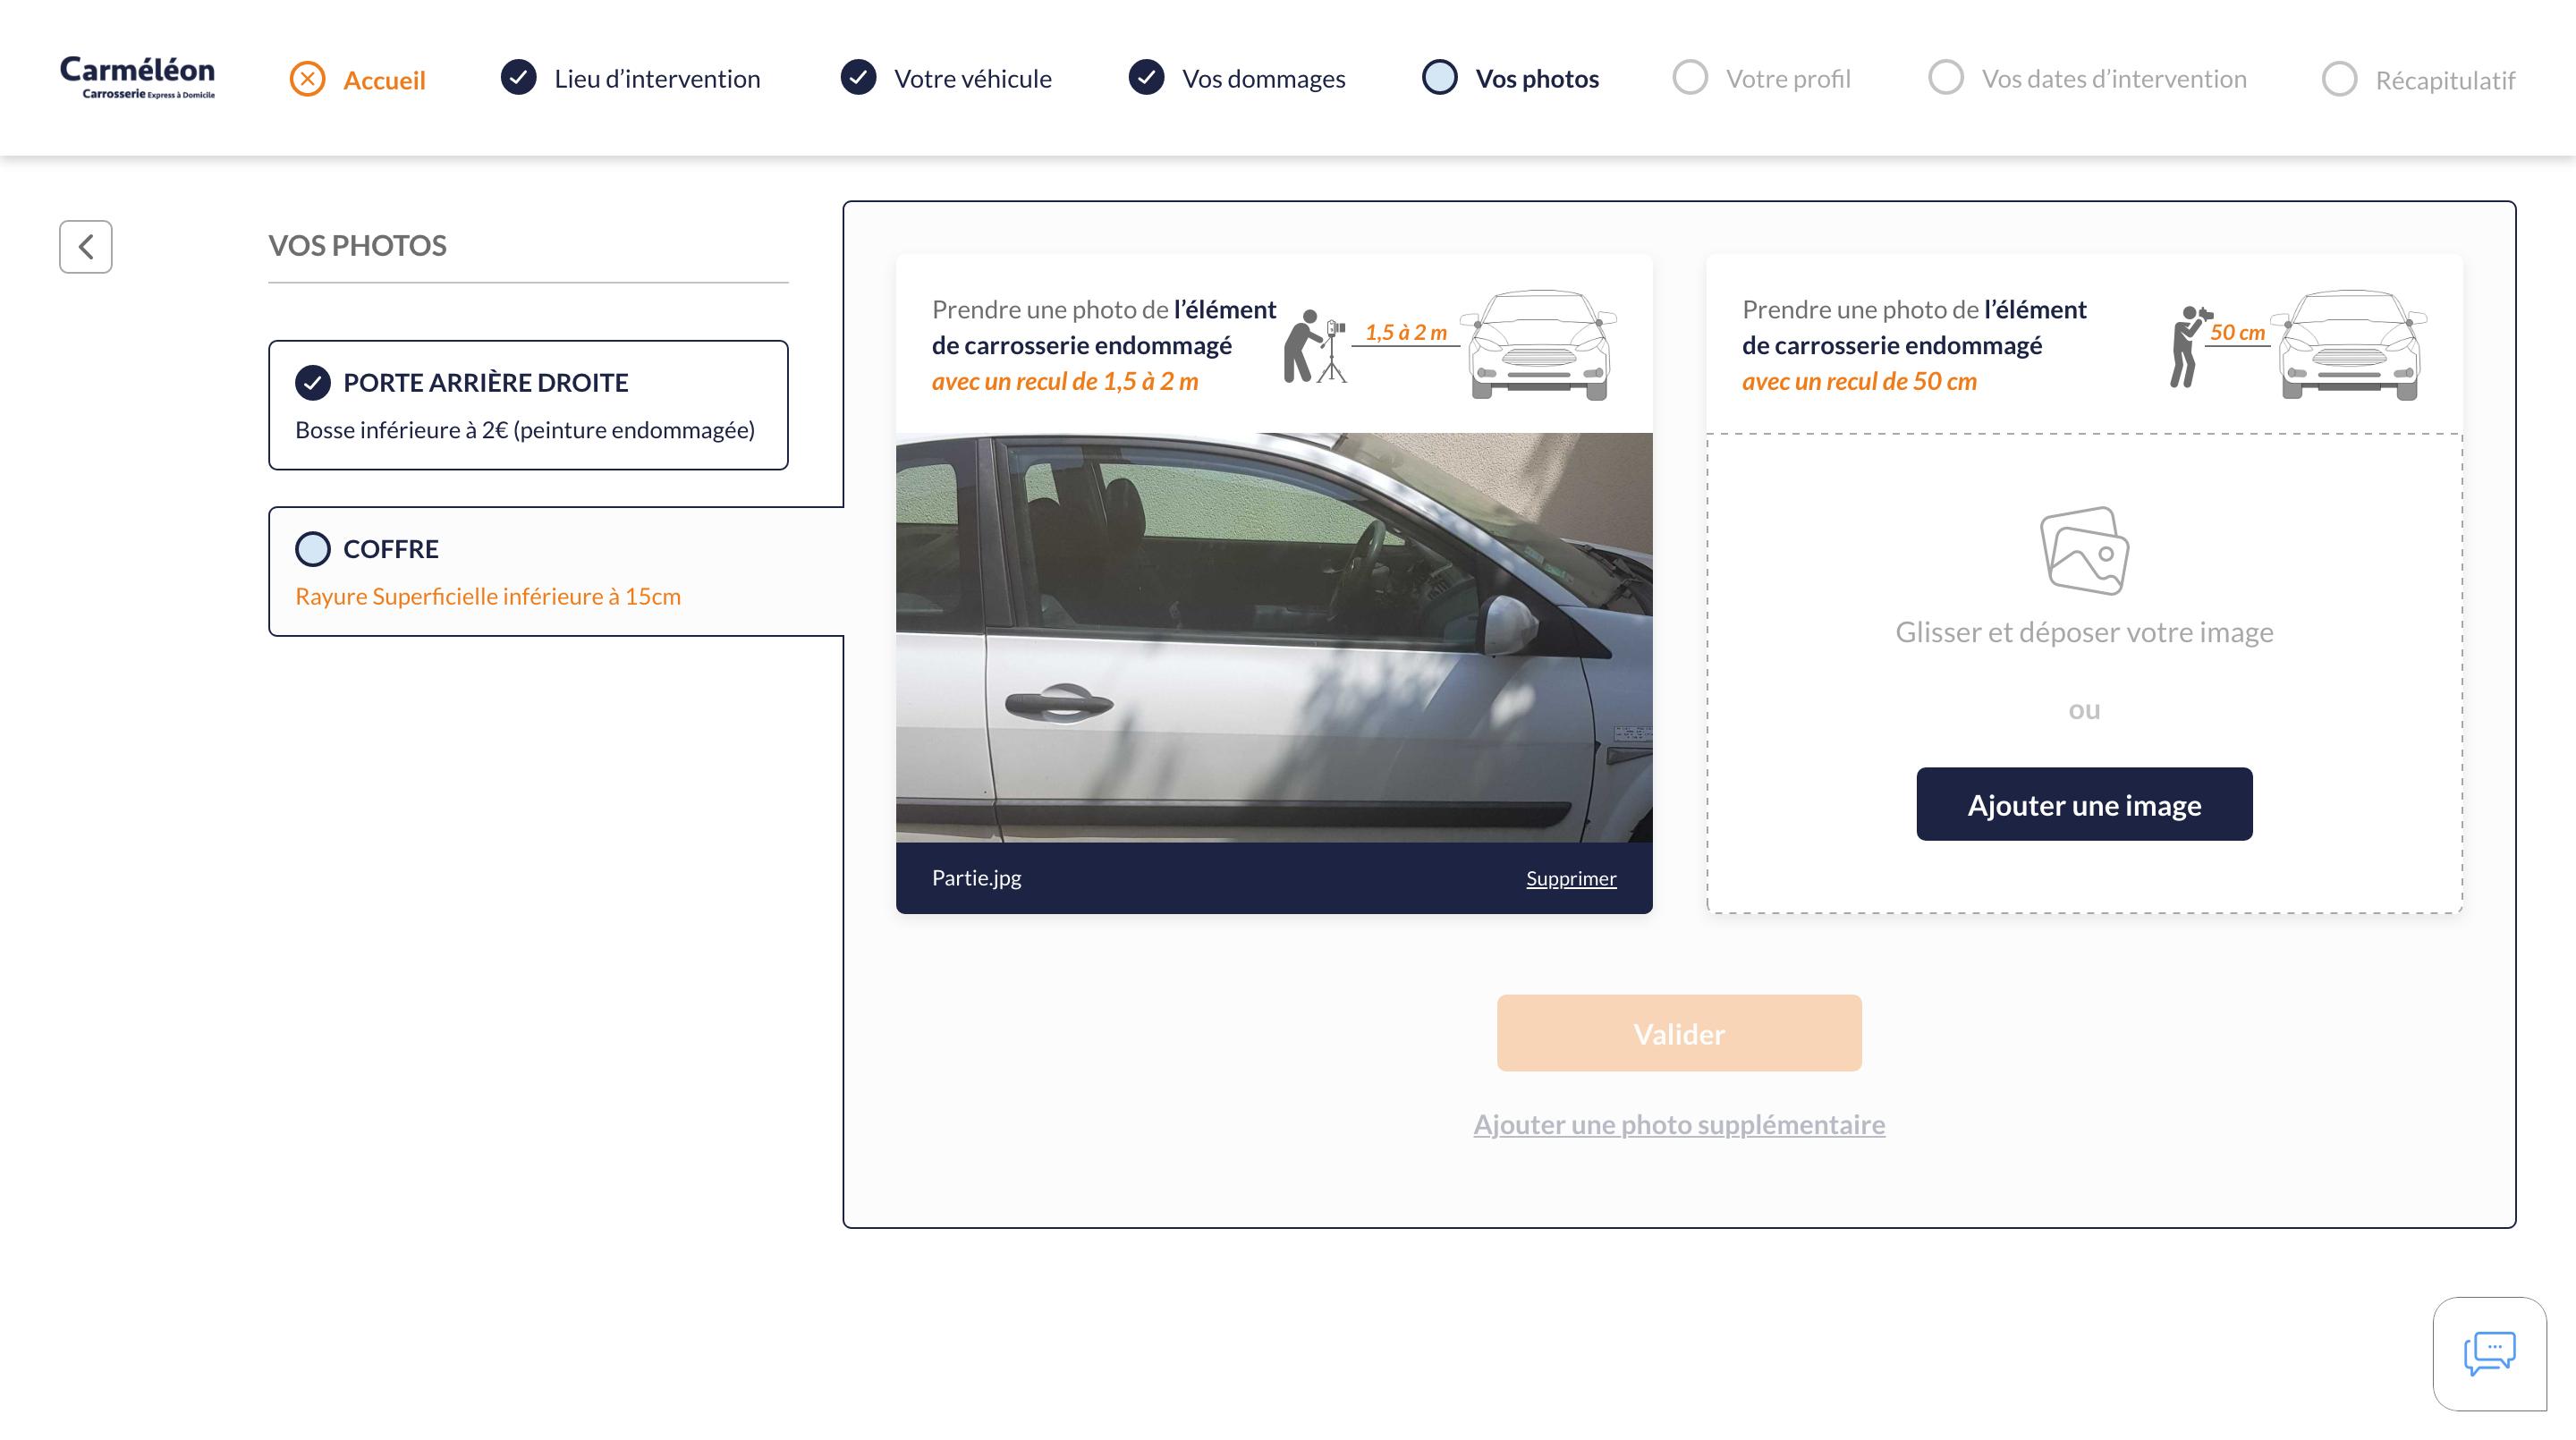 Carméléon
Carrosserie Express à Domicile
Accueil
Lieu d’intervention
Votre véhicule
Vos dommages
Vos photos
Votre profil
Vos dates d’intervention
Récapitulatif
VOS PHOTOS
PORTE ARRIÈRE DROITE
Bosse inférieure à 2€ (peinture endommagée)
COFFRE
Rayure Superficielle inférieure à 15cm
Prendre une photo de l’élément
de carrosserie endommagé
avec un recul de 1,5 à 2 m
1,5 à 2 m
Partie.jpg
Supprimer
Prendre une photo de l’élément
de carrosserie endommagé
avec un recul de 50 cm
50 cm
Glisser et déposer votre image
ou
Ajouter une image
Valider
Ajouter une photo supplémentaire